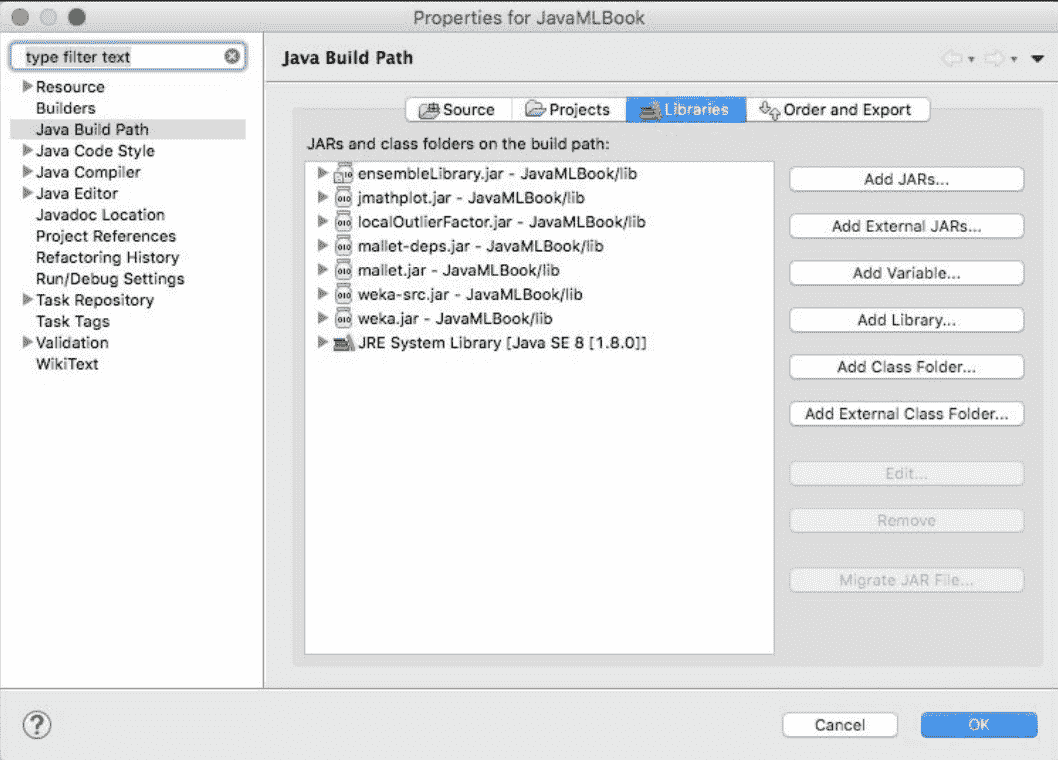 Properties for JavaMLBook
type filter text
Resource
Builders
Java Build Path
Java Code Style
Java Compiler
Java Editor
Javadoc Location
Project References
Refactoring History
Run/Debug Settings
Task Repository
Task Tags
Validation
WikiText
Java Build Path
Source Projects Libraries Order and Export
JARs and class folders on the build path:
ensembleLibrary.jar - JavaMLBook/lib
jmathplot.jar - JavaMLBook/lib
localOutlierFactor.jar - JavaMLBook/lib
mallet-deps.jar - JavaMLBook/lib
mallet.jar - JavaMLBook/lib
weka-src.jar - JavaMLBook/lib
weka.jar - JavaMLBook/lib
JRE System Library [Java SE 8 [1.8.0]]
Add JARs...
Add External JARs...
Add Variable...
Add Library...
Add Class Folder...
Add External Class Folder...
Edit...
Remove
Migrate JAR File...
?
Cancel OK